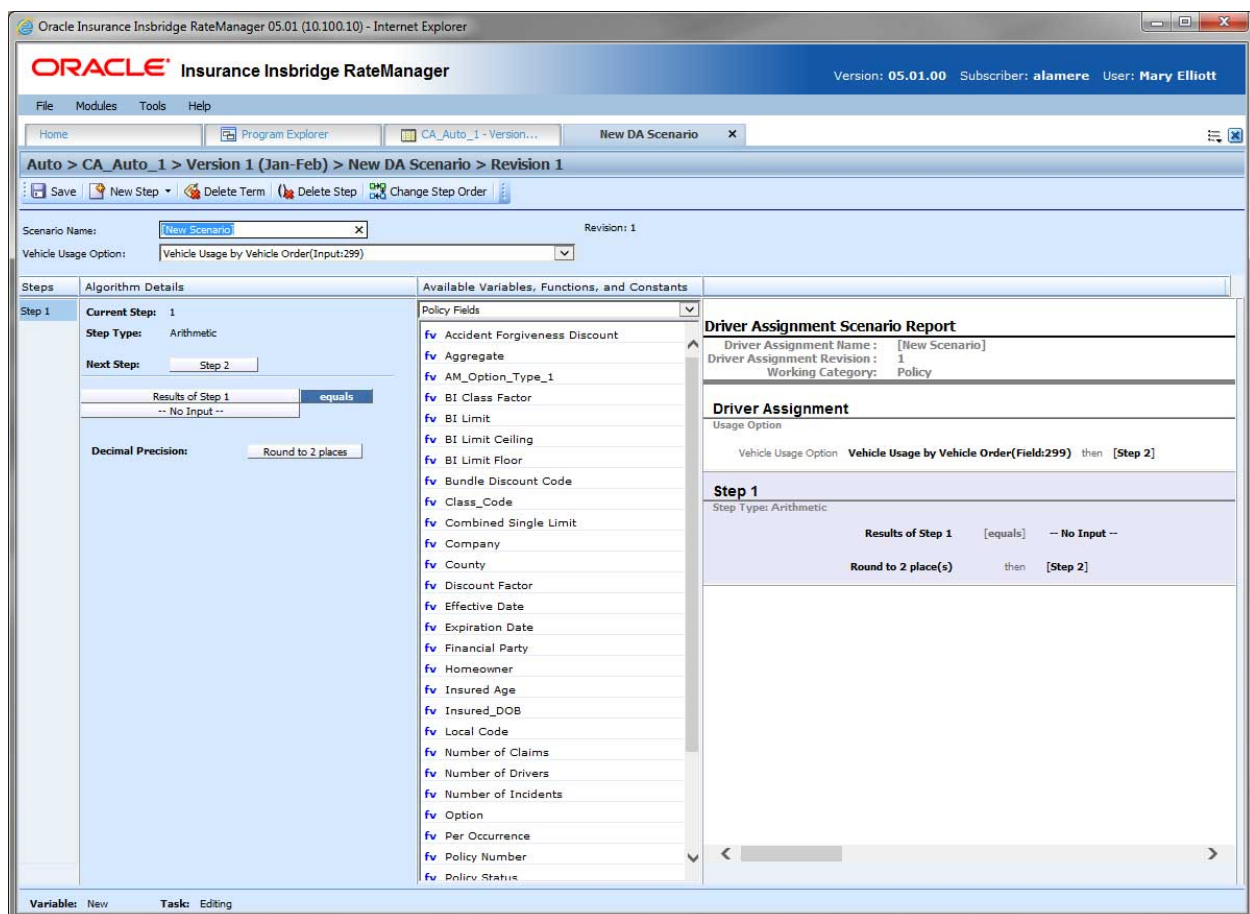 Oracle Insurance Insbridge RateManager 05.01 (10.100.10) - Internet Explorer
ORACLE Insurance Insbridge RateManager
Version: 05.01.00 Subscriber: alamere User: Mary Elliott
File Modules Tools Help
Home Program Explorer CA_Auto_1 - Version... New DA Scenario x
Auto > CA_Auto_1 > Version 1 (Jan-Feb) > New DA Scenario > Revision 1
Save New Step Delete Term Delete Step Change Step Order
Scenario Name: [New Scenario] x Revision: 1
Vehicle Usage Option: Vehicle Usage by Vehicle Order(Input:299)
Steps Algorithm Details Available Variables, Functions, and Constants
Step 1
Current Step: 1
Step Type: Arithmetic
Next Step: Step 2
Results of Step 1 equals
-- No Input --
Decimal Precision: Round to 2 places
Policy Fields
fv Accident Forgiveness Discount
fv Aggregate
fv AM_Option_Type_1
fv BI Class Factor
fv BI Limit
fv BI Limit Ceiling
fv BI Limit Floor
fv Bundle Discount Code
fv Class_Code
fv Combined Single Limit
fv Company
fv County
fv Discount Factor
fv Effective Date
fv Expiration Date
fv Financial Party
fv Homeowner
fv Insured Age
fv Insured_DOB
fv Local Code
fv Number of Claims
fv Number of Drivers
fv Number of Incidents
fv Option
fv Per Occurrence
fv Policy Number
fv Policy Status
Driver Assignment Scenario Report
Driver Assignment Name : [New Scenario]
Driver Assignment Revision : 1
Working Category: Policy
Driver Assignment
Usage Option
Vehicle Usage Option Vehicle Usage by Vehicle Order(Field:299) then [Step 2]
Step 1
Step Type: Arithmetic
Results of Step 1 [equals] -- No Input --
Round to 2 place(s) then [Step 2]
Variable: New Task: Editing